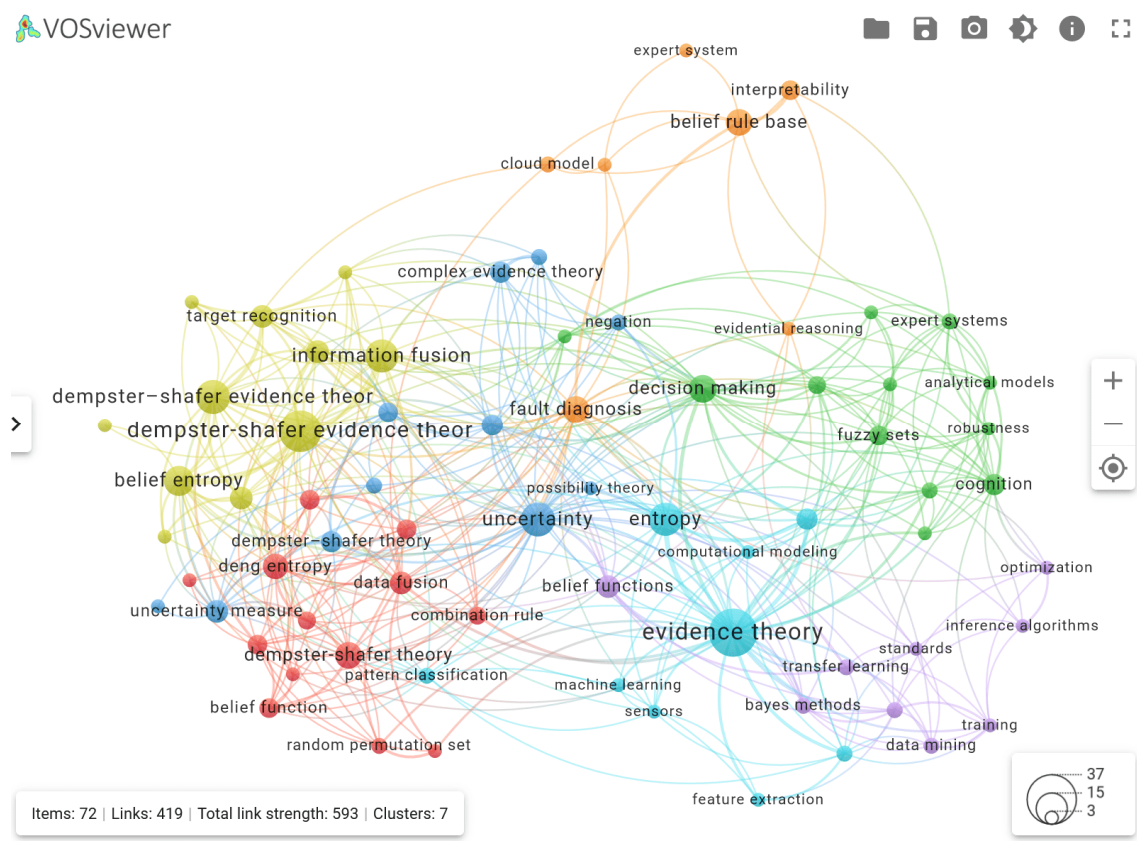 VOSviewer
expert system
interpretability
belief rule base
cloud model
complex evidence theory
target recognition
negation
evidential reasoning
expert systems
information fusion
dempster–shafer evidence theor
decision making
analytical models
fault diagnosis
dempster-shafer evidence theor
fuzzy sets
robustness
belief entropy
possibility theory
cognition
uncertainty
entropy
dempster–shafer theory
computational modeling
deng entropy
data fusion
belief functions
optimization
uncertainty measure
combination rule
evidence theory
inference algorithms
dempster-shafer theory
standards
pattern classification
transfer learning
machine learning
belief function
sensors
bayes methods
training
random permutation set
data mining
feature extraction
37
15
3
Items: 72 | Links: 419 | Total link strength: 593 | Clusters: 7